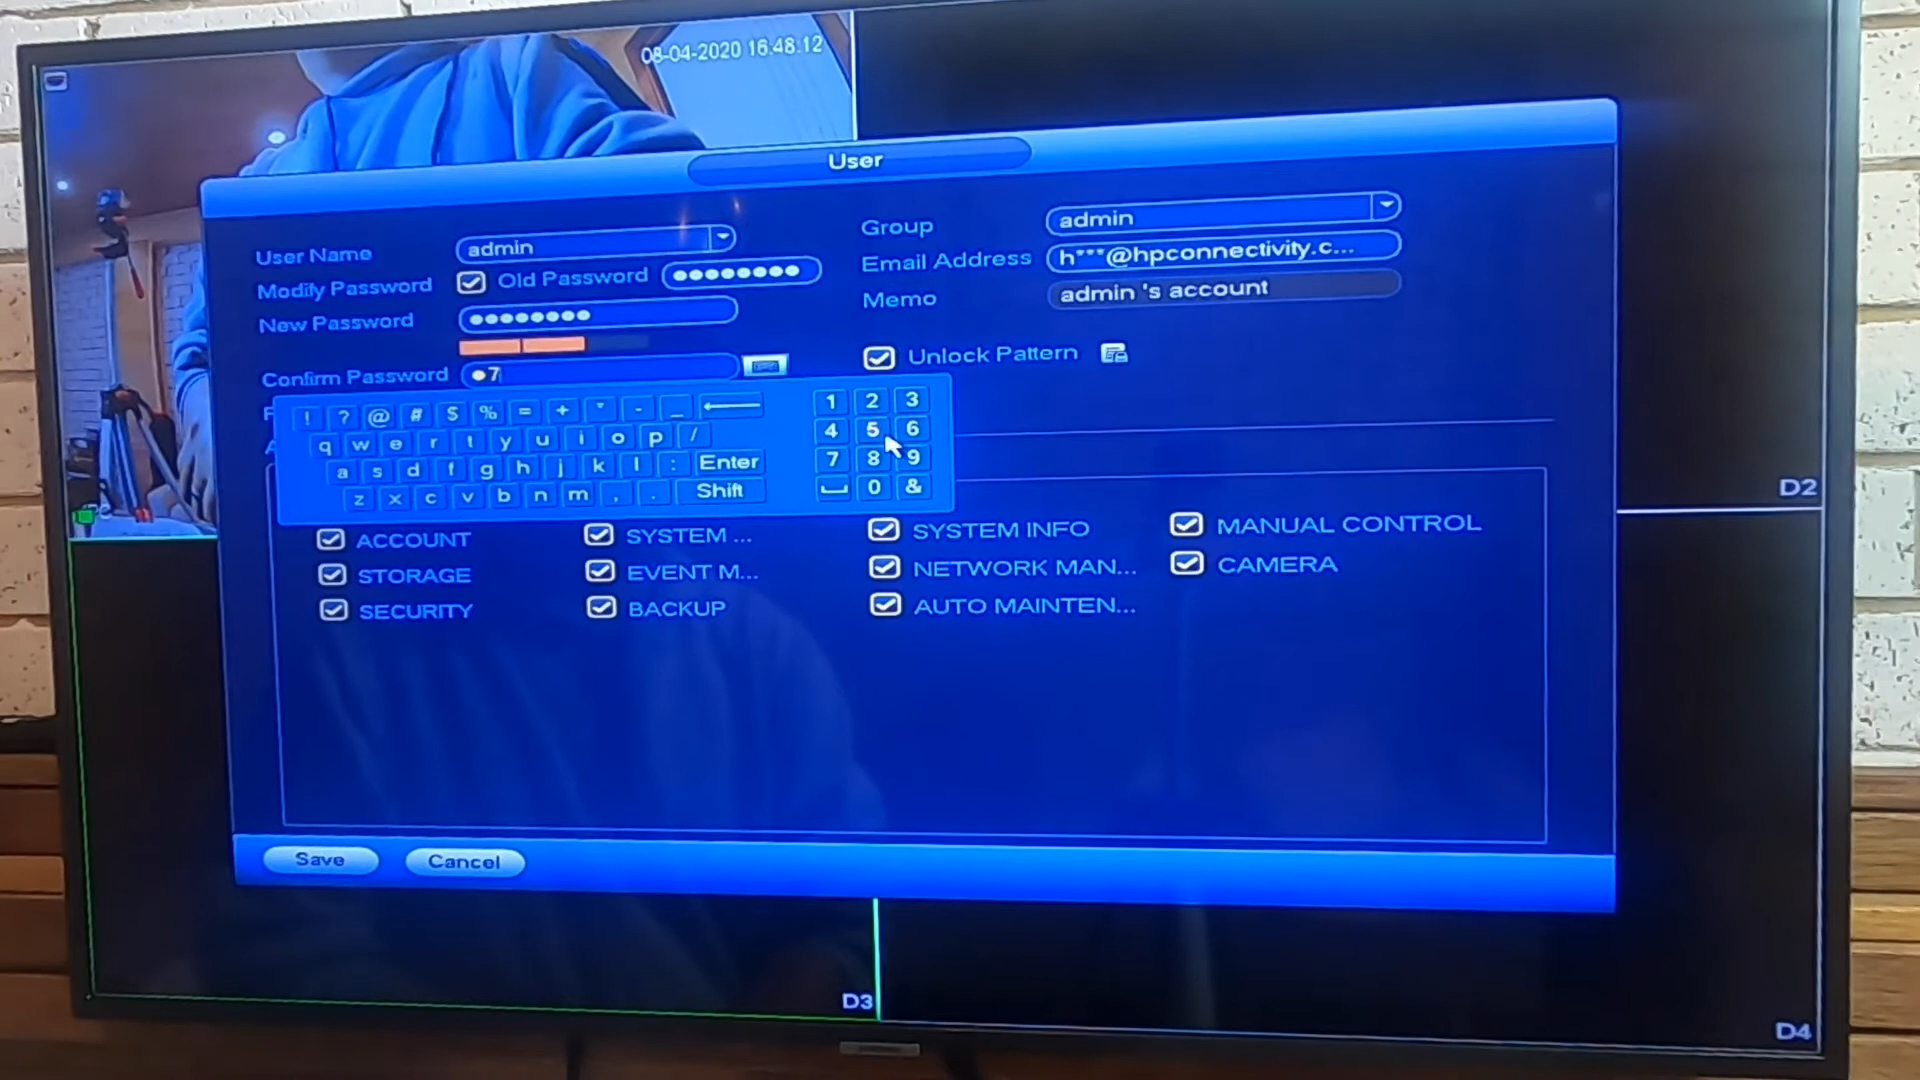 08-04-2020 16:48:12
User
User Name
admin
Group
admin
Modify Password
Old Password
●●●●●●●●
Email Address
h***@hpconnectivity.c...
New Password
●●●●●●●●
Memo
admin 's account
Confirm Password
●7
Unlock Pattern
! ? @ # $ % = + * - _
1 2 3
q w e r t y u i o p /
4 5 6
a s d f g h j k l : Enter
7 8 9
z x c v b n m , . Shift
0 &
ACCOUNT
SYSTEM ...
SYSTEM INFO
MANUAL CONTROL
STORAGE
EVENT M...
NETWORK MAN...
CAMERA
SECURITY
BACKUP
AUTO MAINTEN...
Save
Cancel
D2
D3
D4